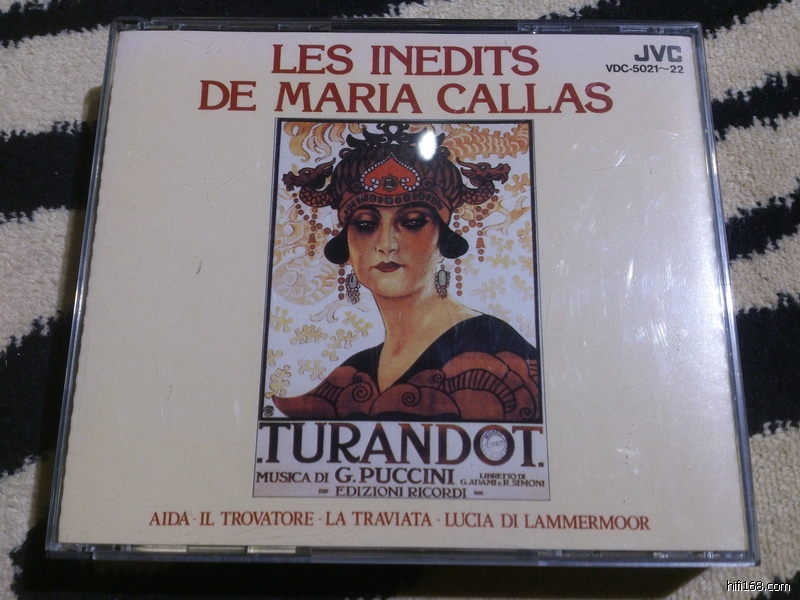 LES INEDITS
DE MARIA CALLAS
JVC
VDC-5021~22
.TURANDOT.
MUSICA DI G. PUCCINI
LIBRETTO DI
G. ADAMI E R. SIMONI
EDIZIONI RICORDI
AIDA · IL TROVATORE · LA TRAVIATA · LUCIA DI LAMMERMOOR
hifi168.com